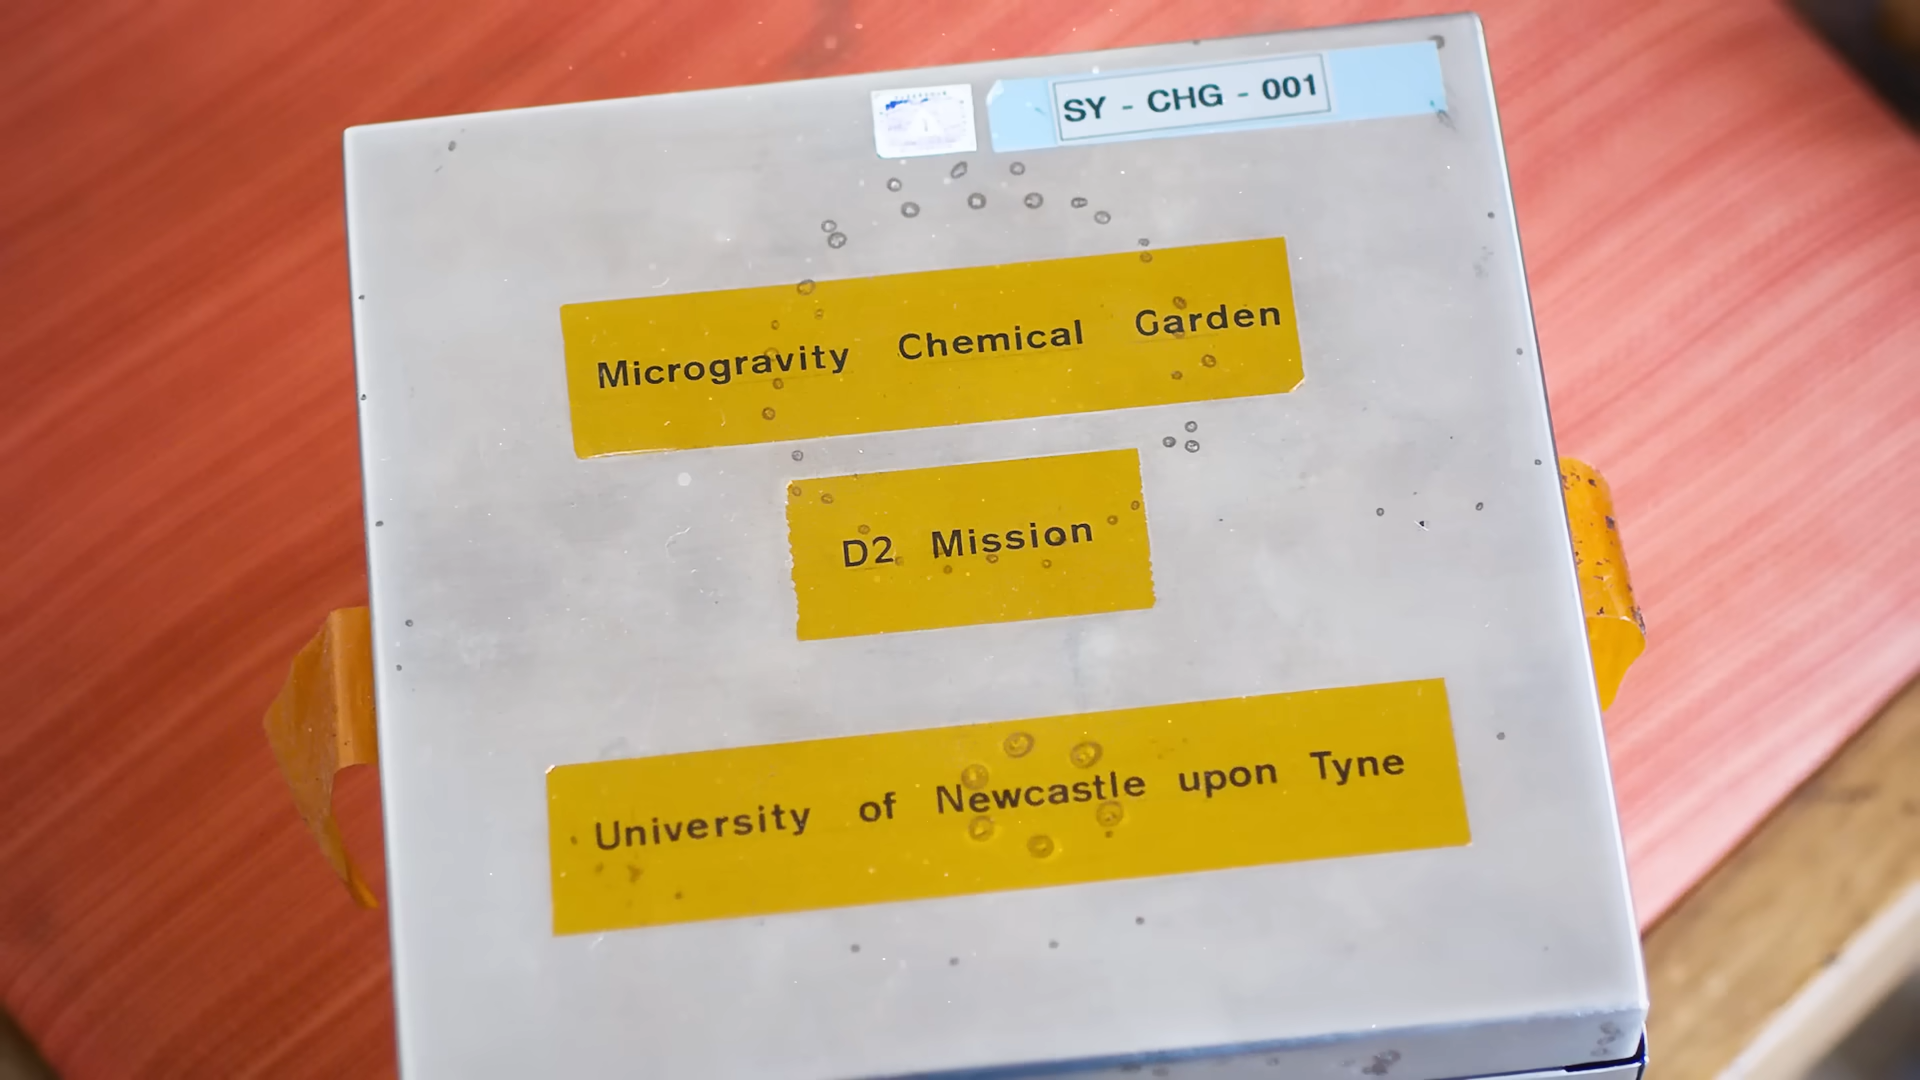 SY - CHG - 001
Microgravity Chemical Garden
D2 Mission
University of Newcastle upon Tyne